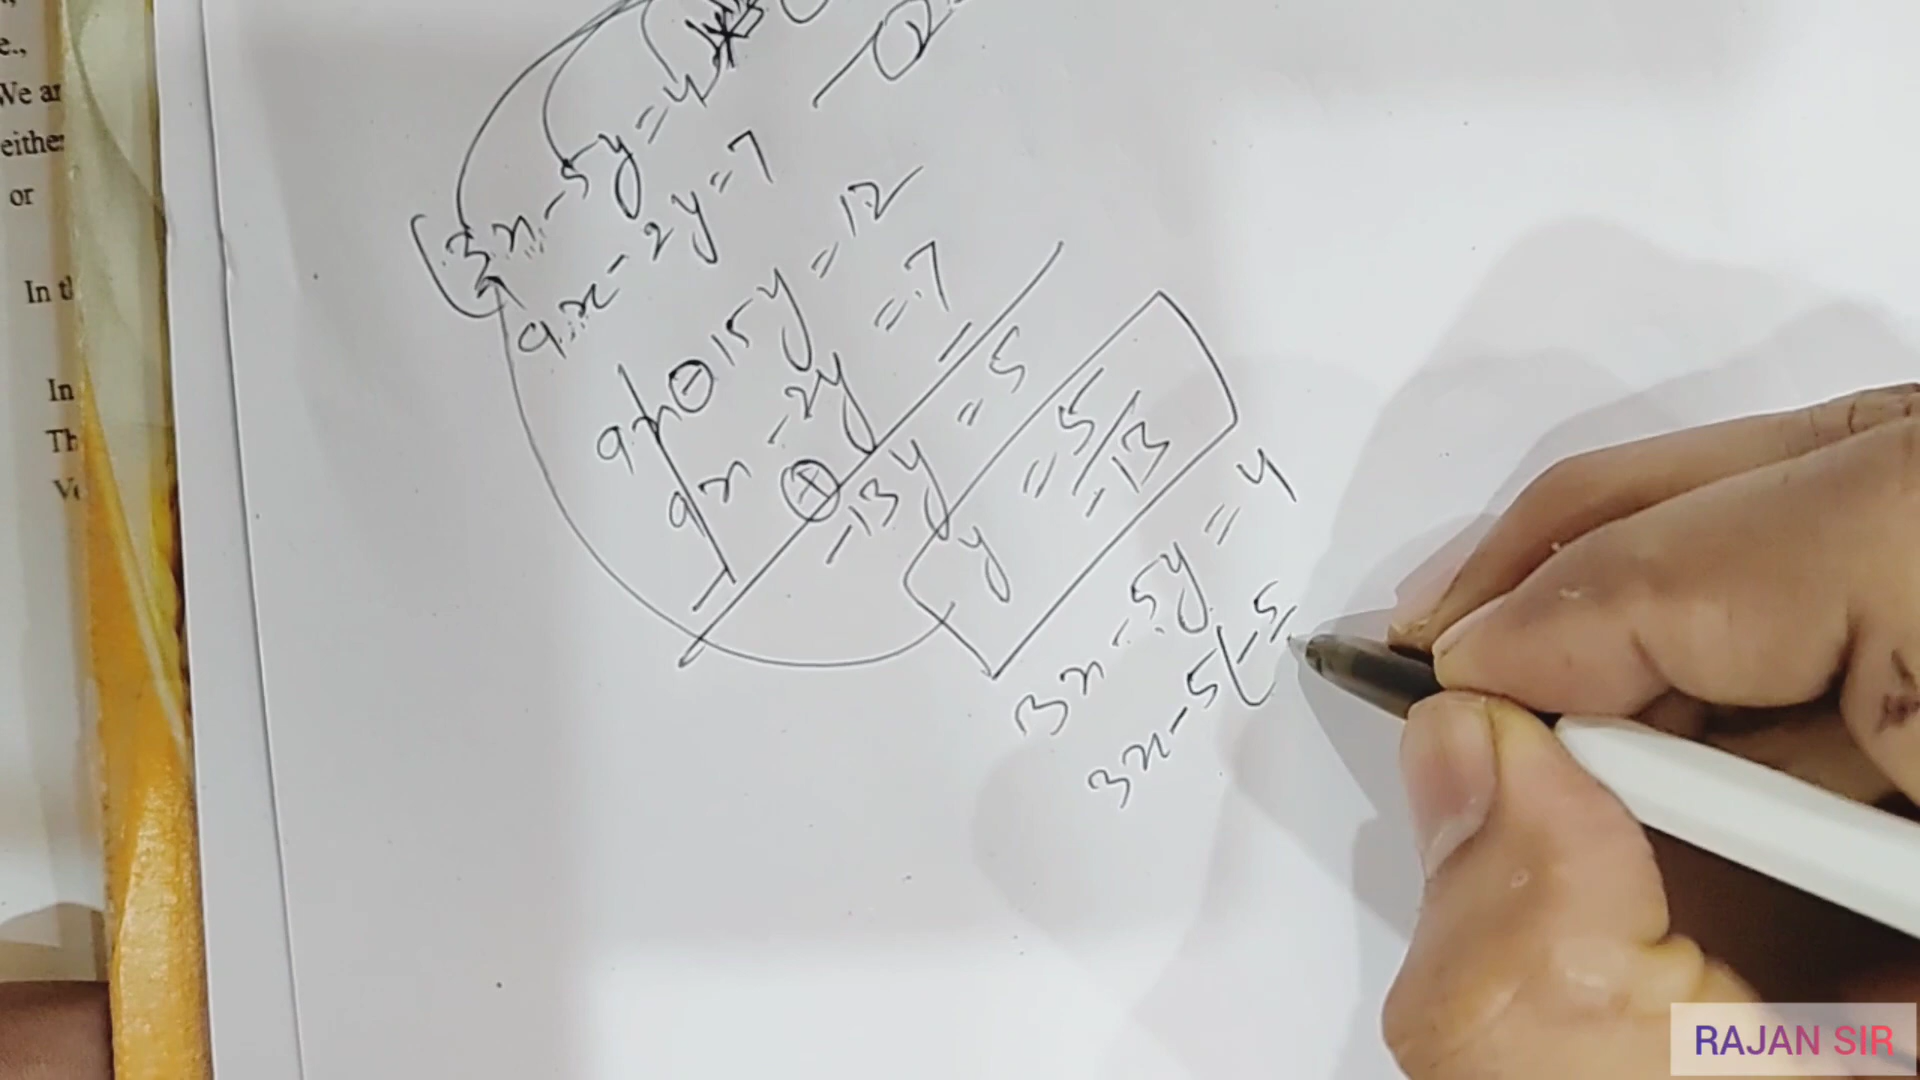 e.,
We ar
either
or
In t
In
Th
3x - 5y = 4
9x - 2y = 7
9x - 15y = 12
9x - 2y = 7
-13y = 5
y = 5/-13
3x - 5y = 4
3x - 5(-5
RAJAN SIR